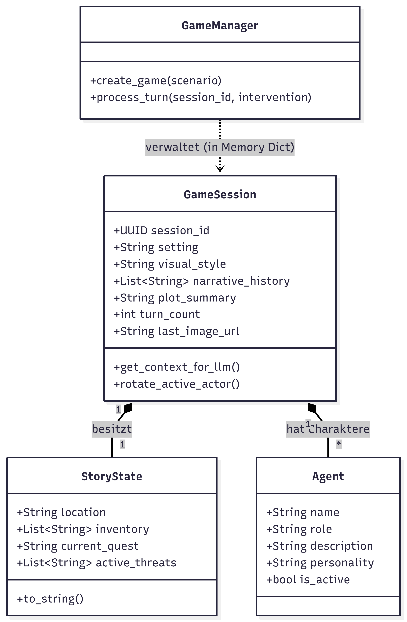 GameManager
+create_game(scenario)
+process_turn(session_id, intervention)
verwaltet (in Memory Dict)
GameSession
+UUID session_id
+String setting
+String visual_style
+List<String> narrative_history
+String plot_summary
+int turn_count
+String last_image_url
+get_context_for_llm()
+rotate_active_actor()
1
1
besitzt
hat Charaktere
1
*
StoryState
+String location
+List<String> inventory
+String current_quest
+List<String> active_threats
+to_string()
Agent
+String name
+String role
+String description
+String personality
+bool is_active